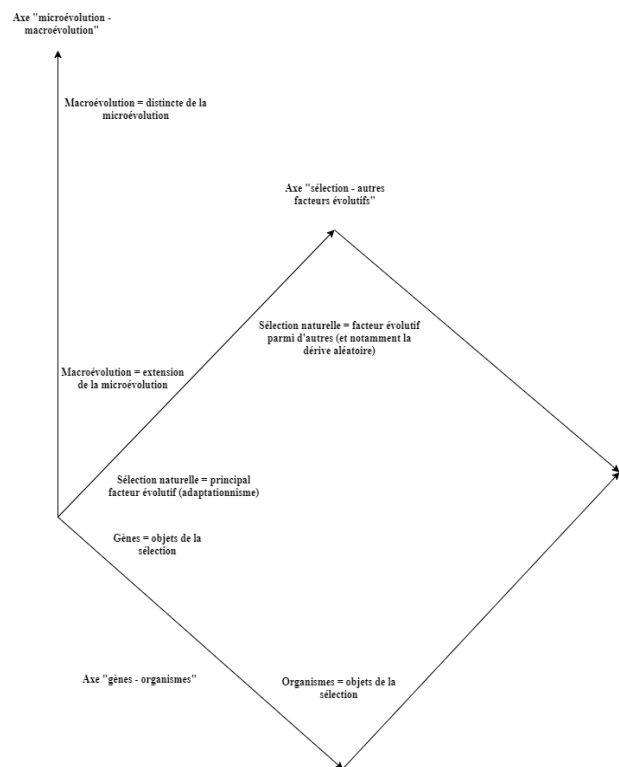 Axe "microévolution -
macroévolution"
Macroévolution = distincte de la
microévolution
Axe "sélection - autres
facteurs évolutifs"
Sélection naturelle = facteur évolutif
parmi d'autres (et notamment la
dérive aléatoire)
Macroévolution = extension
de la microévolution
Sélection naturelle = principal
facteur évolutif (adaptationnisme)
Gènes = objets de la
sélection
Axe "gènes - organismes"
Organismes = objets de la
sélection